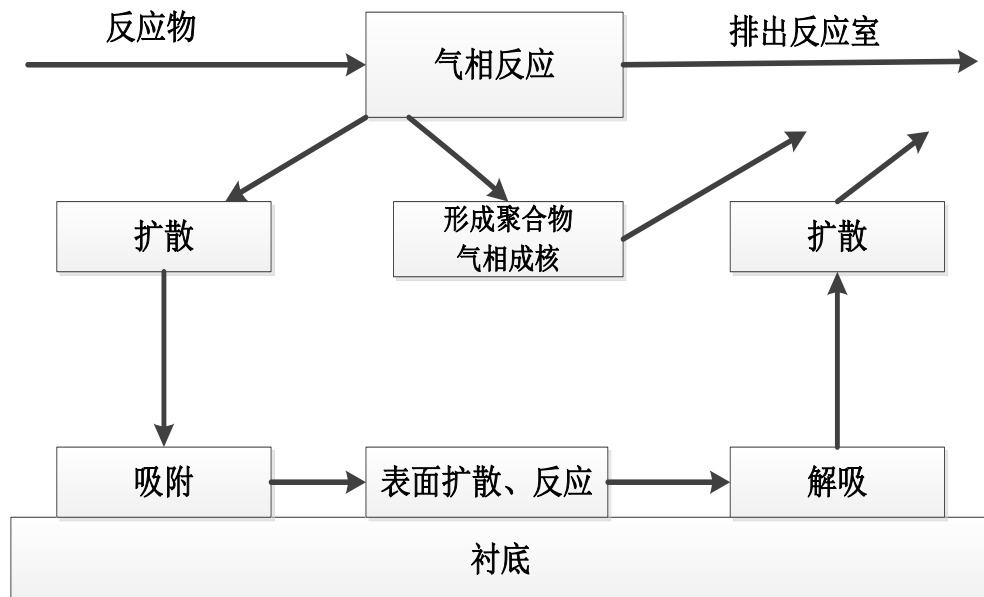 反应物
气相反应
排出反应室
扩散
形成聚合物
气相成核
扩散
吸附
表面扩散、反应
解吸
衬底